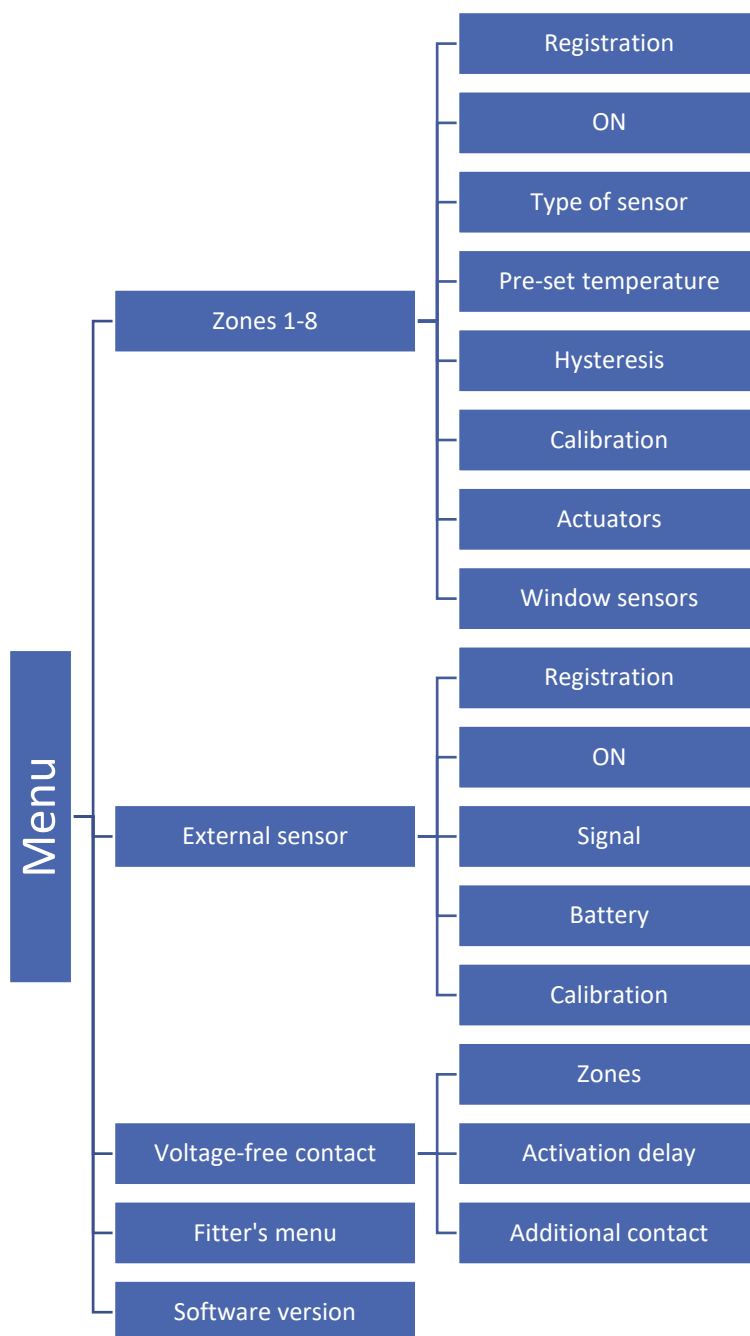 Menu
Zones 1-8
Registration
ON
Type of sensor
Pre-set temperature
Hysteresis
Calibration
Actuators
Window sensors
External sensor
Registration
ON
Signal
Battery
Calibration
Voltage-free contact
Zones
Activation delay
Additional contact
Fitter's menu
Software version